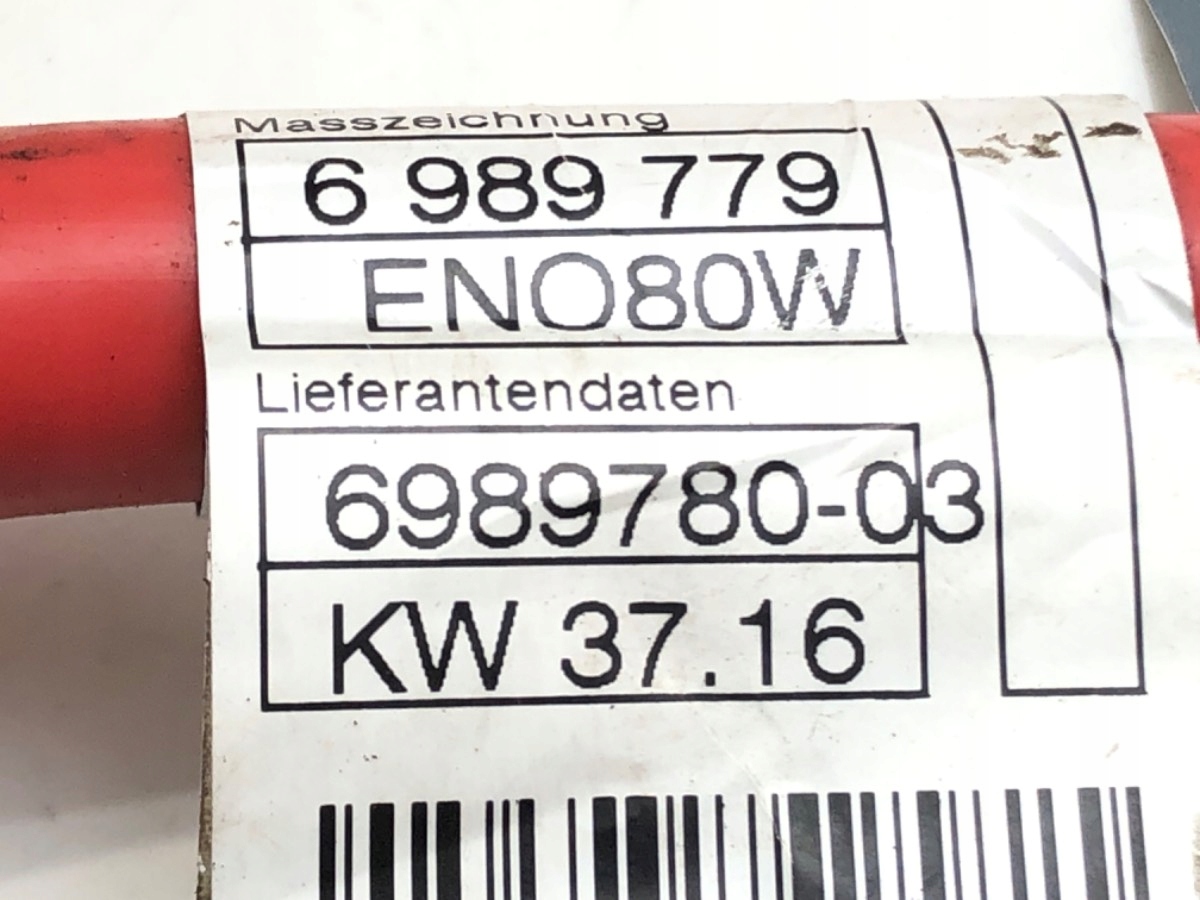 Masszeichnung
6 989 779
ENO80W
Lieferantendaten
6989780-03
KW 37.16